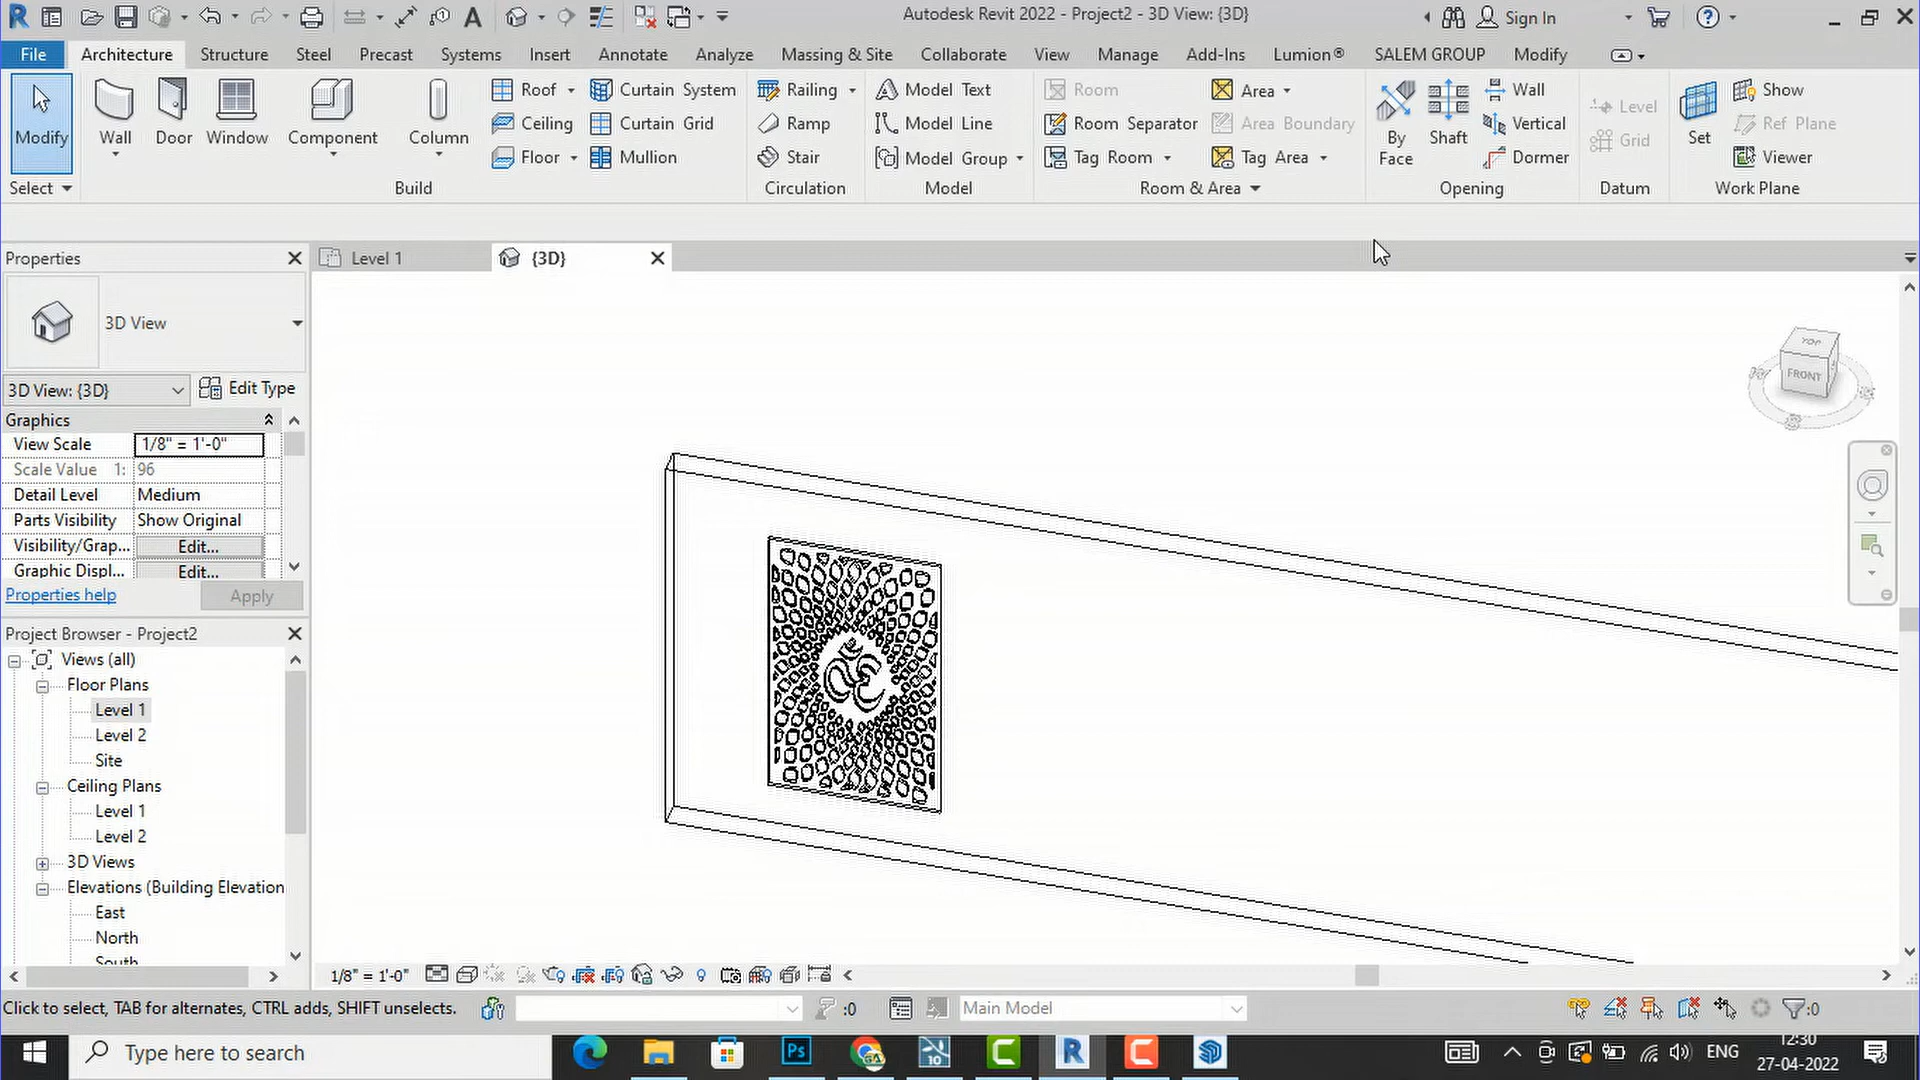 Autodesk Revit 2022 - Project2 - 3D View: {3D}
Sign In
File Architecture Structure Steel Precast Systems Insert Annotate Analyze Massing & Site Collaborate View Manage Add-Ins Lumion® SALEM GROUP Modify
Modify
Wall
Door
Window
Component
Column
Roof
Ceiling
Floor
Curtain System
Curtain Grid
Mullion
Railing
Ramp
Stair
Model Text
Model Line
Model Group
Room
Room Separator
Tag Room
Area
Area Boundary
Tag Area
By
Face
Shaft
Wall
Vertical
Dormer
Level
Grid
Set
Show
Ref Plane
Viewer
Select
Build
Circulation
Model
Room & Area
Opening
Datum
Work Plane
Properties
Level 1
{3D}
3D View
3D View: {3D}
Edit Type
Graphics
View Scale 1/8" = 1'-0"
Scale Value 1: 96
Detail Level Medium
Parts Visibility Show Original
Visibility/Grap... Edit...
Graphic Displ... Edit...
Properties help
Apply
Project Browser - Project2
Views (all)
Floor Plans
Level 1
Level 2
Site
Ceiling Plans
Level 1
Level 2
3D Views
Elevations (Building Elevation
East
North
South
TOP
FRONT
ॐ
1/8" = 1'-0"
Click to select, TAB for alternates, CTRL adds, SHIFT unselects.
:0
Main Model
:0
Type here to search
Ps
10
ENG
12:30
27-04-2022